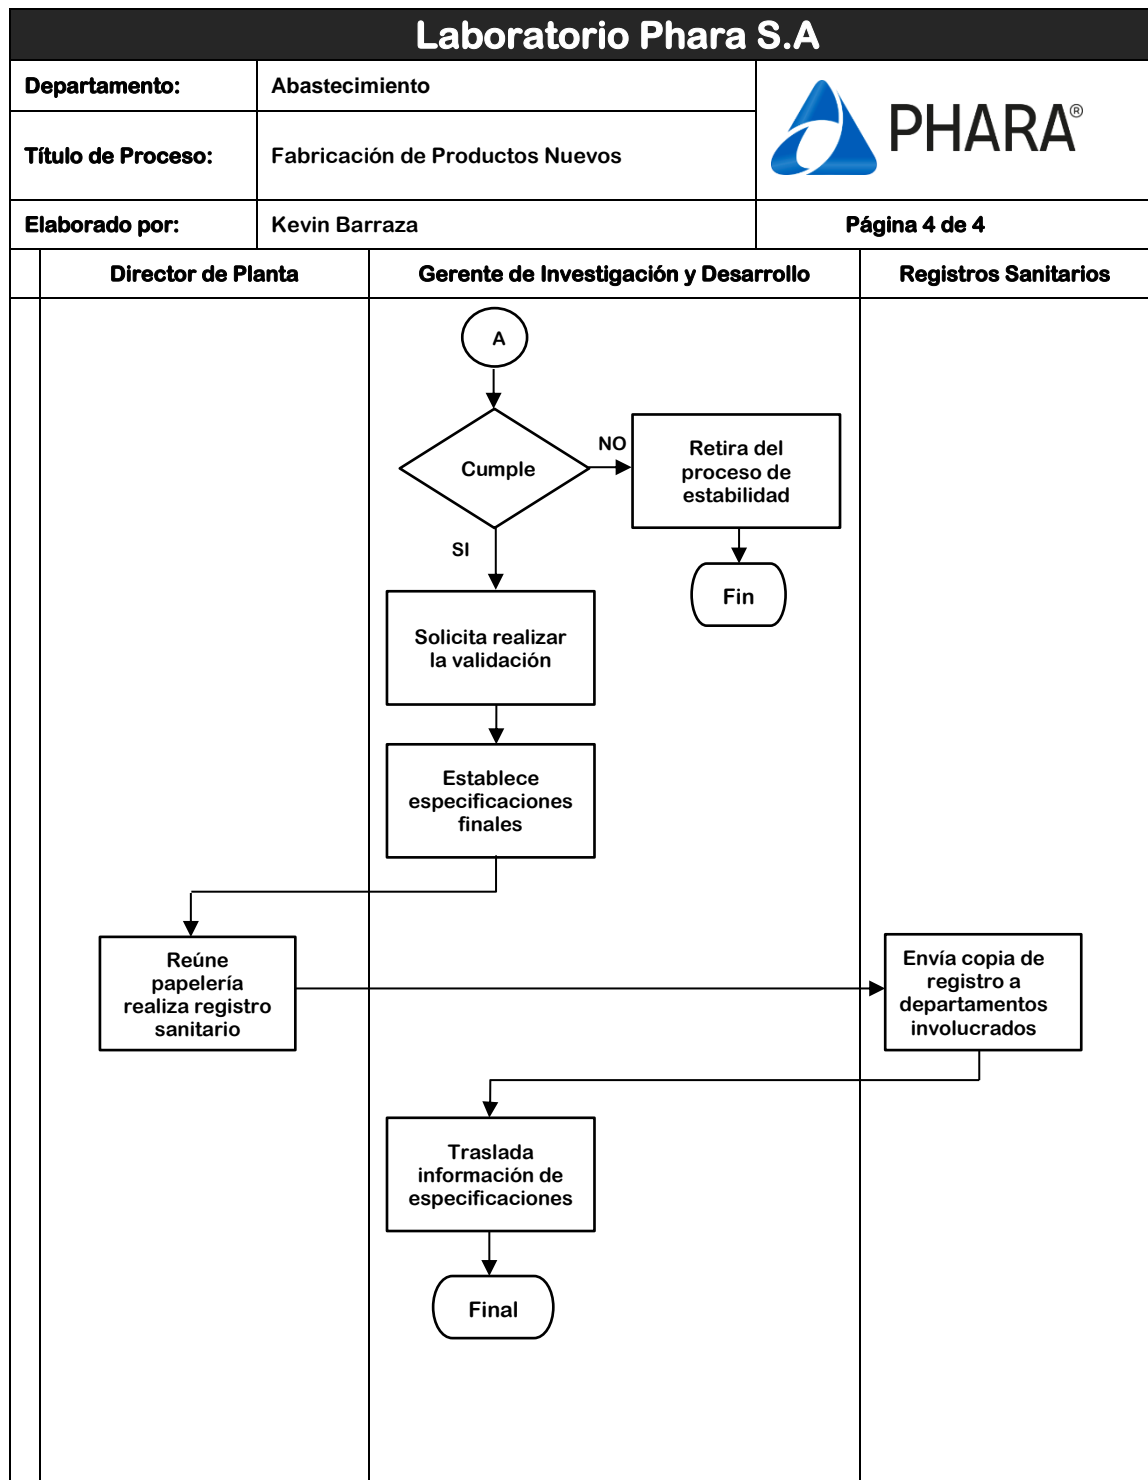 Laboratorio Phara S.A
Departamento:
Abastecimiento
PHARA®
Título de Proceso:
Fabricación de Productos Nuevos
Elaborado por:
Kevin Barraza
Página 4 de 4
Director de Planta
Gerente de Investigación y Desarrollo
Registros Sanitarios
A
Cumple
NO
Retira del
proceso de
estabilidad
SI
Fin
Solicita realizar
la validación
Establece
especificaciones
finales
Reúne
papelería
realiza registro
sanitario
Envía copia de
registro a
departamentos
involucrados
Traslada
información de
especificaciones
Final